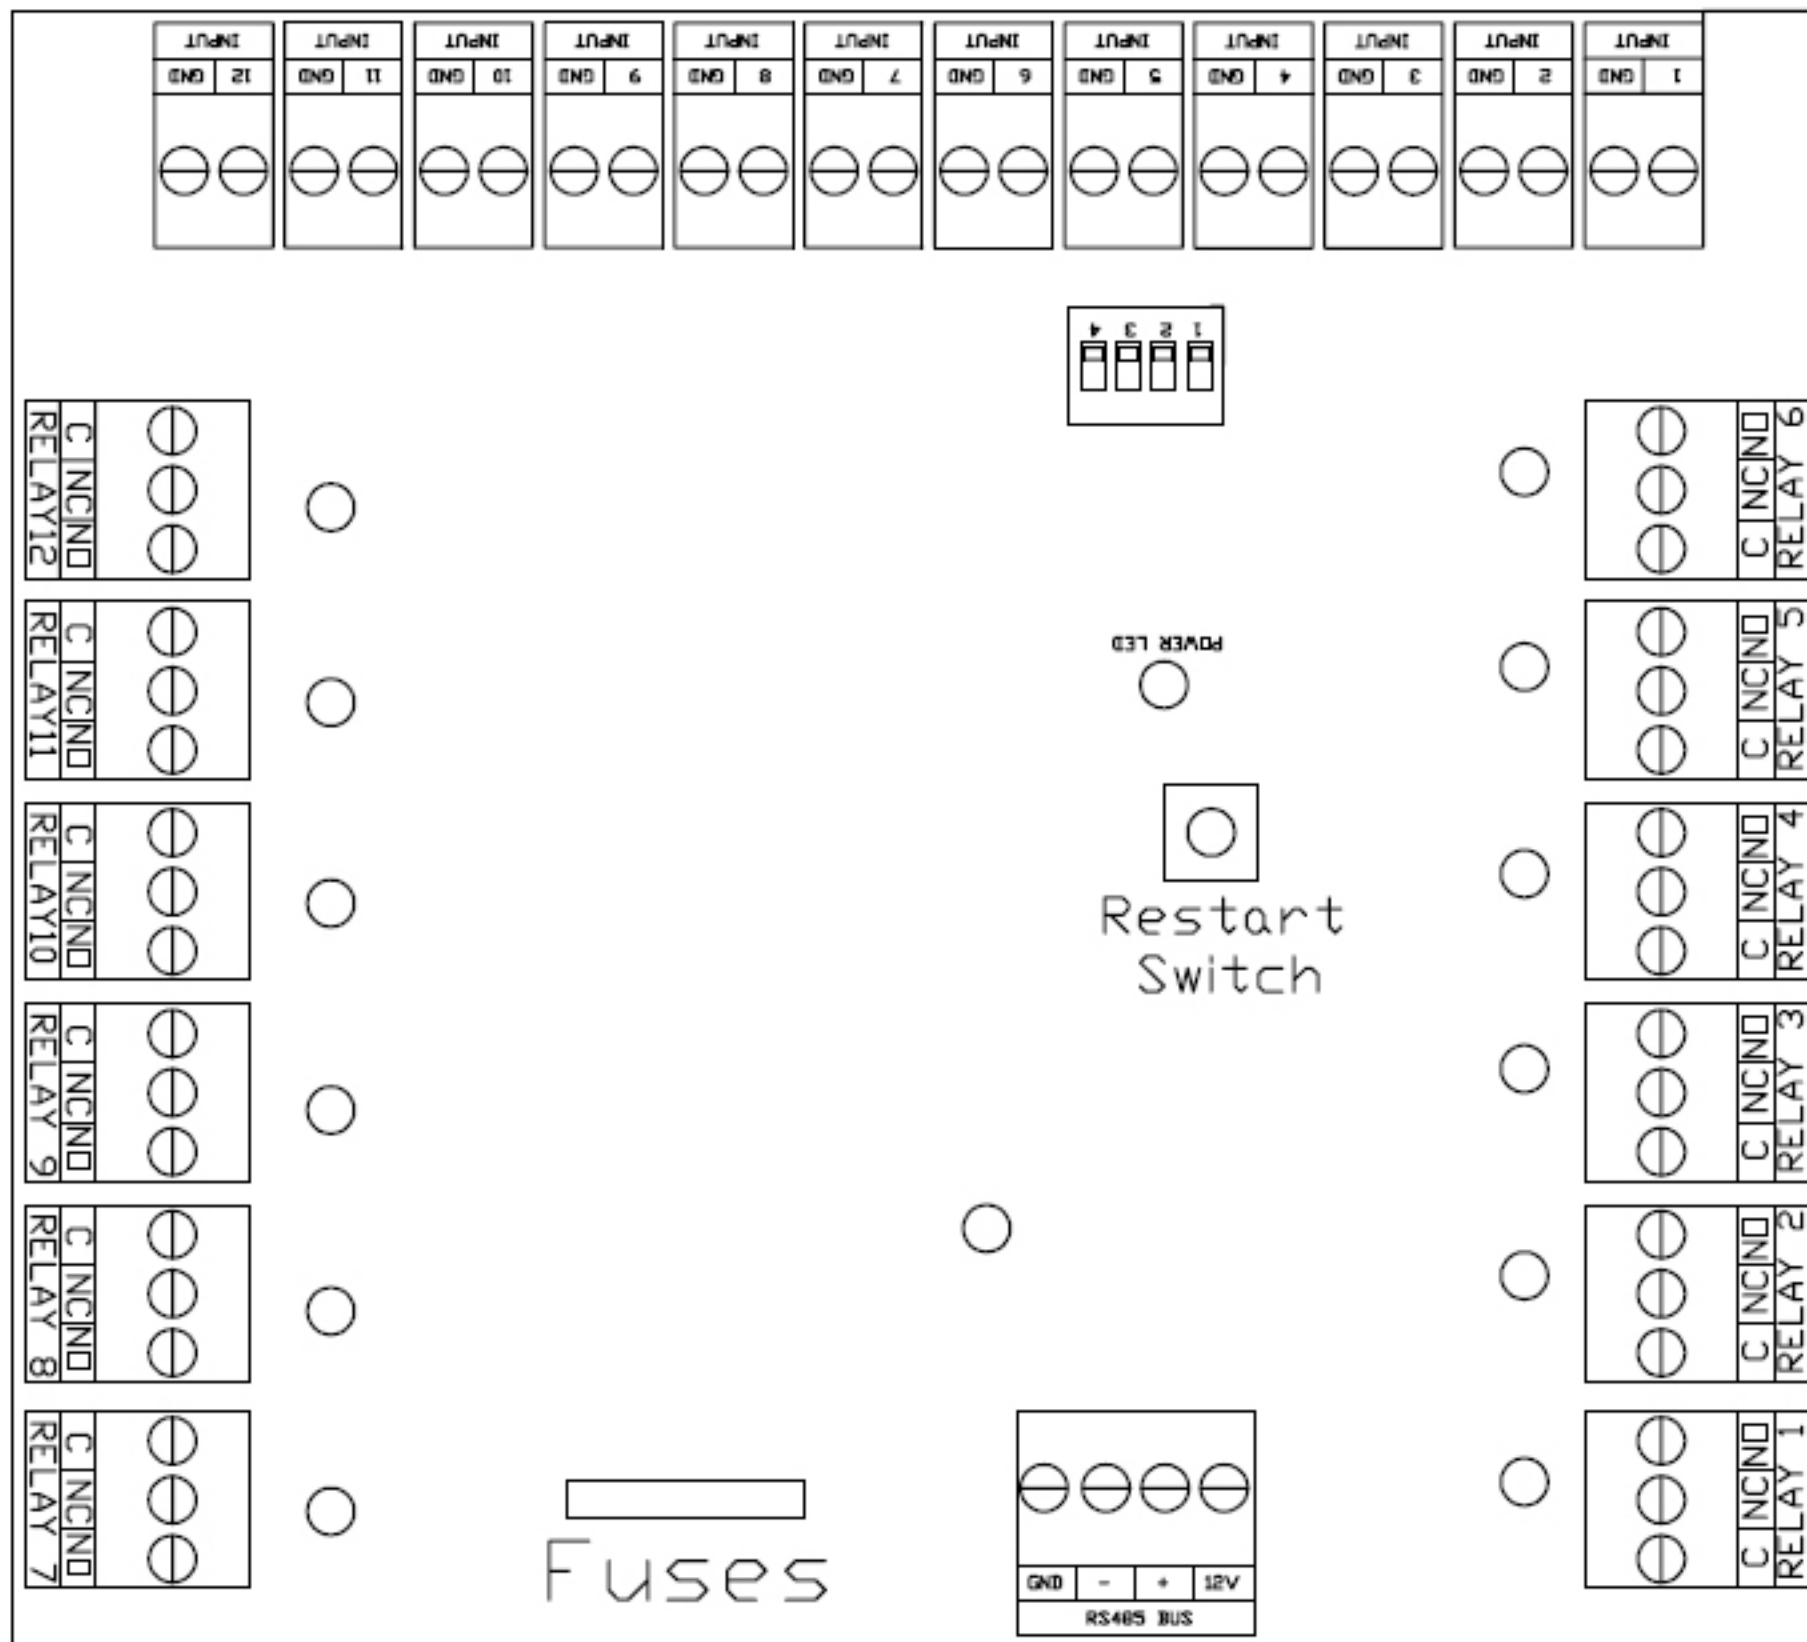 INPUT INPUT INPUT INPUT INPUT INPUT INPUT INPUT INPUT INPUT INPUT INPUT
GND 12 GND 11 GND 10 GND 9 GND 8 GND 7 GND 6 GND 5 GND 4 GND 3 GND 2 GND 1
4 3 2 1
C NC NO
RELAY12
C NC NO
RELAY 6
C NC NO
RELAY11
POWER LED
C NC NO
RELAY 5
C NC NO
RELAY10
Restart
Switch
C NC NO
RELAY 4
C NC NO
RELAY 9
C NC NO
RELAY 3
C NC NO
RELAY 8
C NC NO
RELAY 2
C NC NO
RELAY 7
Fuses
GND - + 12V
RS485 BUS
C NC NO
RELAY 1